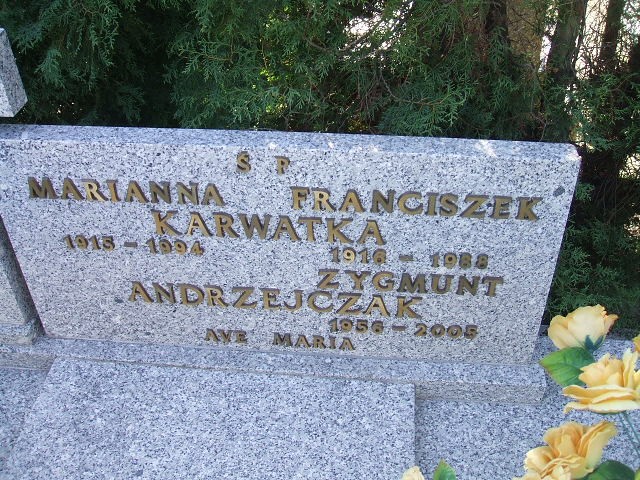 Ś P
MARIANNA FRANCISZEK
KARWATKA
1915 - 1994 1916 - 1988
ZYGMUNT
ANDRZEJCZAK
1956 - 2005
AVE MARIA